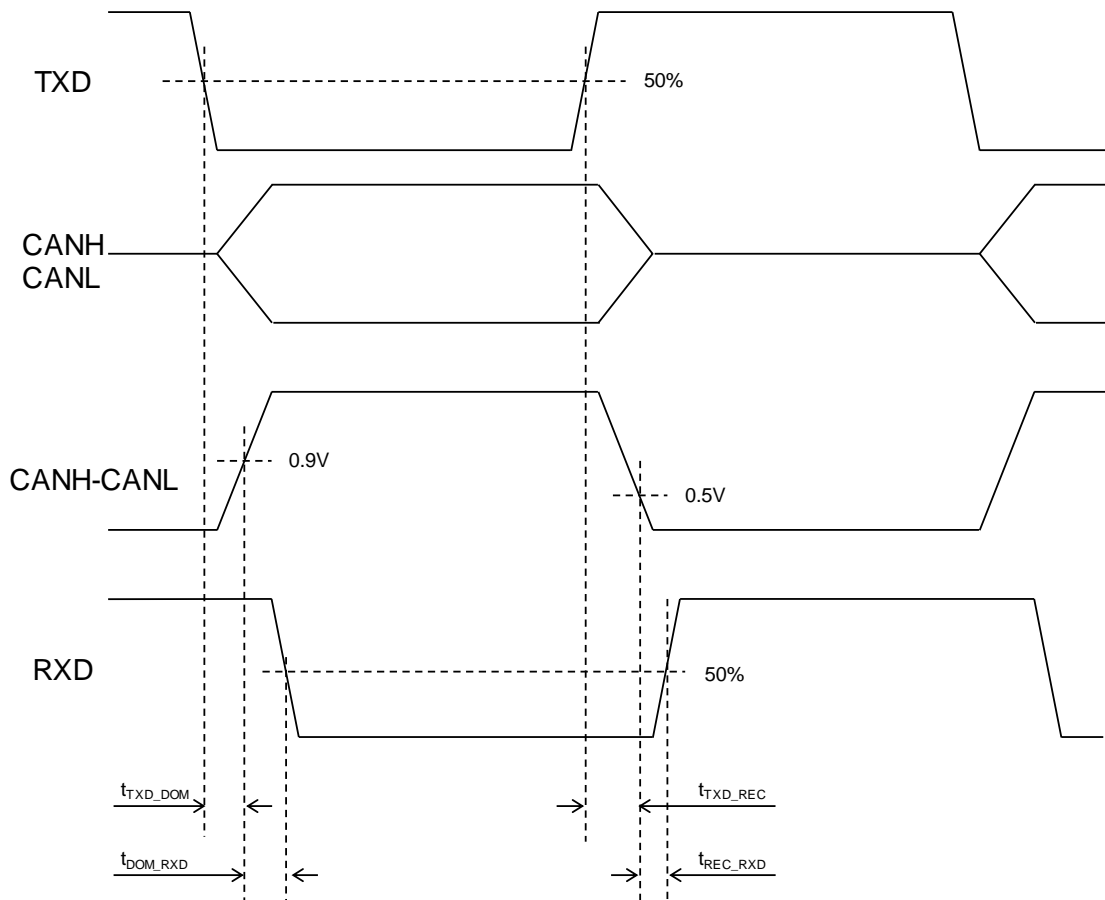 TXD
50%
CANH
CANL
0.9V
CANH-CANL
0.5V
RXD
50%
tTXD_DOM
tTXD_REC
tDOM_RXD
tREC_RXD